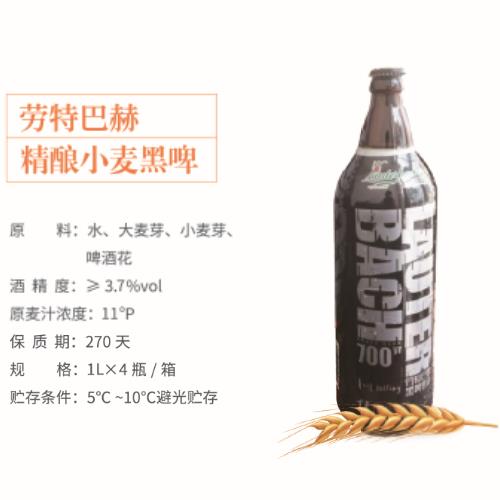 劳特巴赫
精酿小麦黑啤
原 料：水、大麦芽、小麦芽、
啤酒花
酒 精 度：≥ 3.7%vol
原麦汁浓度：11°P
保 质 期：270 天
规 格：1L×4 瓶 / 箱
贮存条件：5℃ ~10℃避光贮存
LAUTER
BACH
700